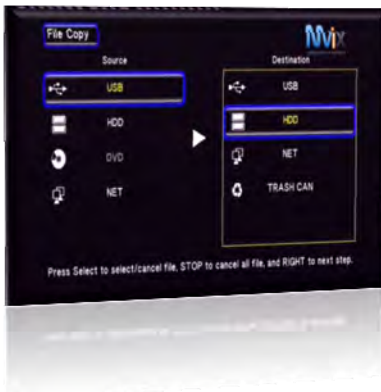 File Copy
Mvix
Source
Destination
USB
USB
HDD
HDD
DVD
NET
NET
TRASH CAN
Press Select to select/cancel file, STOP to cancel all file, and RIGHT to next step.